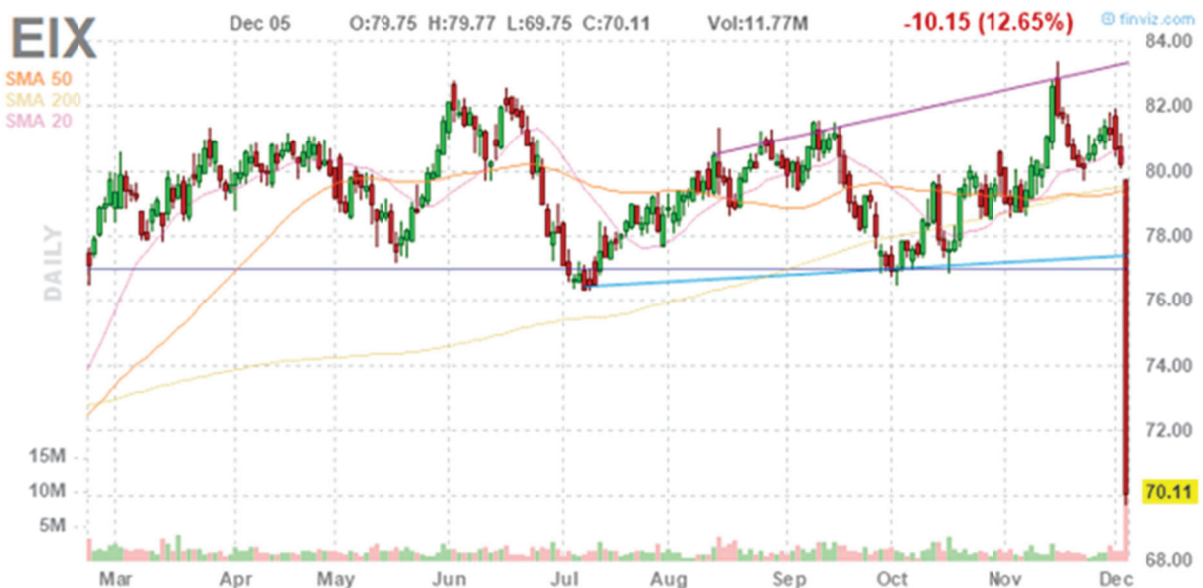 EIX
Dec 05 O:79.75 H:79.77 L:69.75 C:70.11 Vol:11.77M -10.15 (12.65%) © finviz.com
SMA 50
SMA 200
SMA 20
DAILY
84.00
82.00
80.00
78.00
76.00
74.00
72.00
70.11
68.00
15M
10M
5M
Mar Apr May Jun Jul Aug Sep Oct Nov Dec